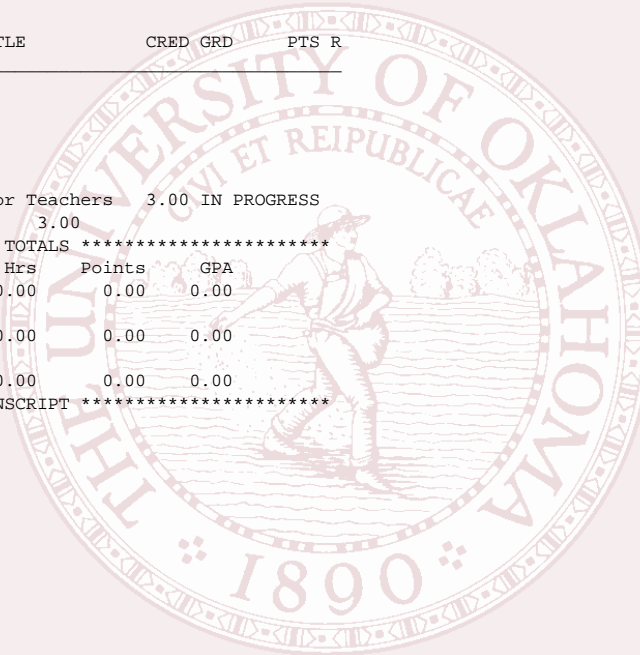 TLE CRED GRD PTS R
or Teachers 3.00 IN PROGRESS
3.00
TOTALS ***********************
Hrs Points GPA
0.00 0.00 0.00
0.00 0.00 0.00
0.00 0.00 0.00
NSCRIPT ***********************
THE UNIVERSITY OF OKLAHOMA
CIVI ET REIPUBLICAE
1890